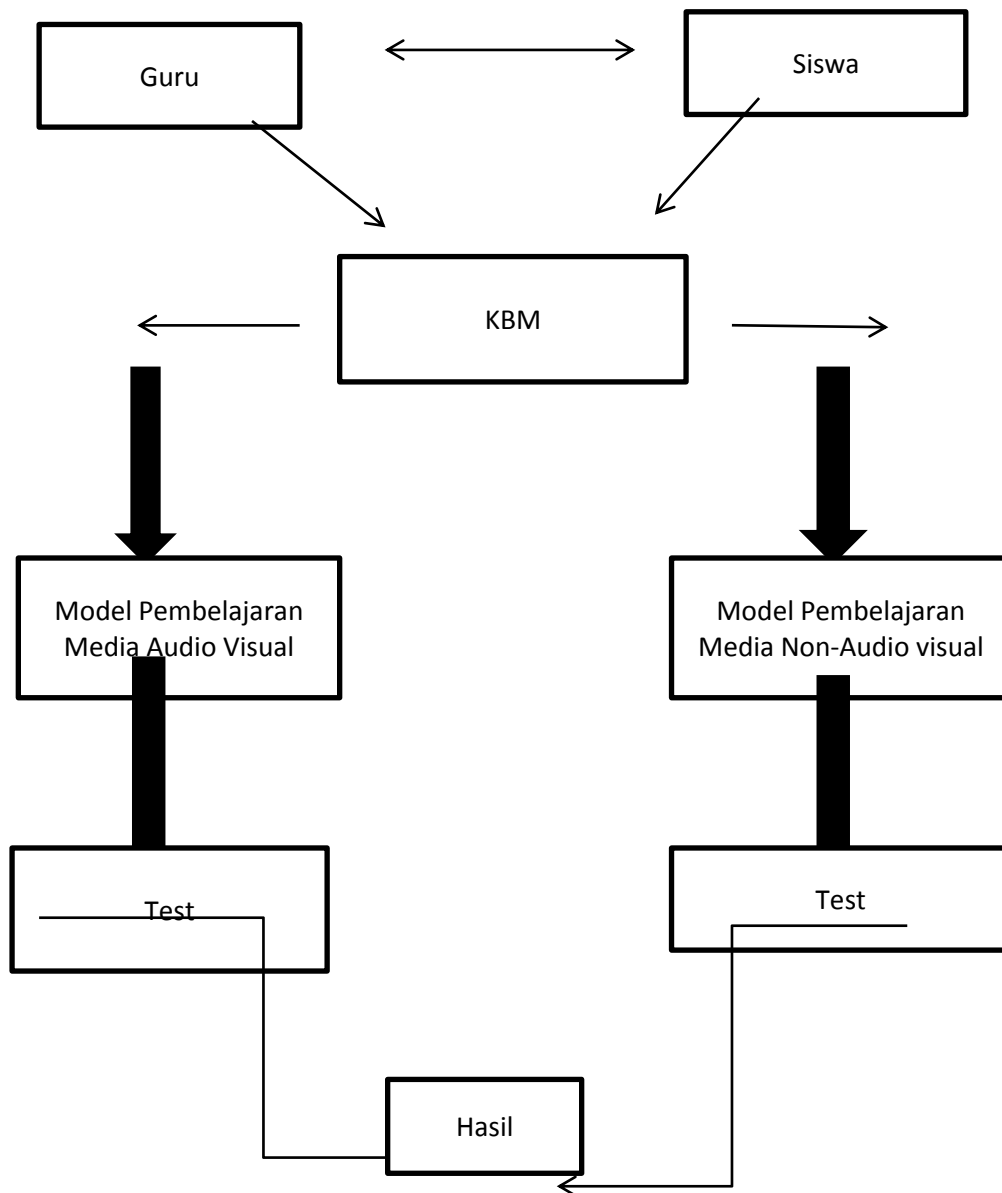 Guru
Siswa
KBM
Model Pembelajaran
Media Audio Visual
Model Pembelajaran
Media Non-Audio visual
Test
Test
Hasil